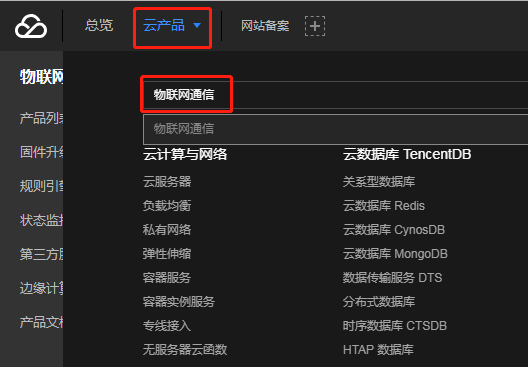 总览 云产品 网站备案
物联网
产品列表
固件升级
规则引擎
状态监控
第三方
边缘计算
产品文档
物联网通信
物联网通信
云计算与网络 云数据库 TencentDB
云服务器 关系型数据库
负载均衡 云数据库 Redis
私有网络 云数据库 CynosDB
弹性伸缩 云数据库 MongoDB
容器服务 数据传输服务 DTS
容器实例服务 分布式数据库
专线接入 时序数据库 CTSDB
无服务器云函数 HTAP 数据库